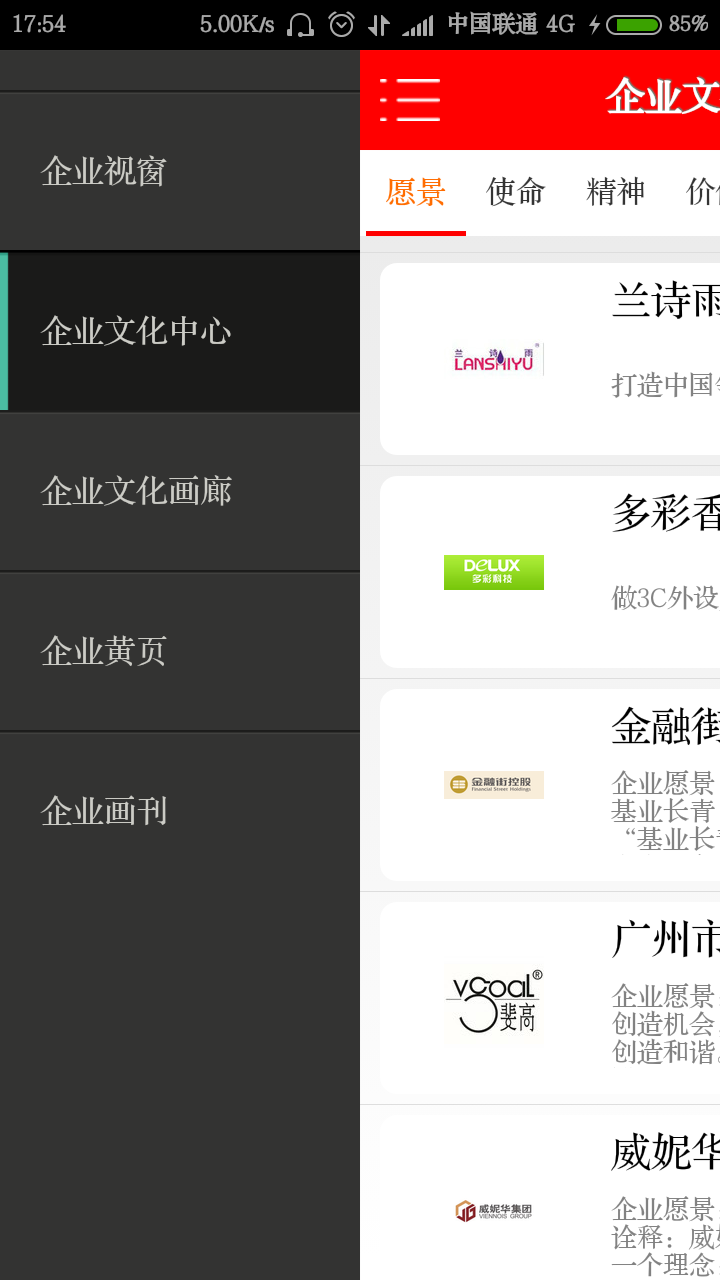 17:54 5.00K/s 中国联通 4G 85%
企业视窗
企业文化中心
企业文化画廊
企业黄页
企业画刊
企业文
愿景 使命 精神 价
兰诗雨
LANSHIYU
兰诗雨
打造中国
DeLUX
多彩科技
多彩香
做3C外设
金融街控股
Financial Street Holdings
金融街
企业愿景
基业长青
“基业长青
vgoal®
斐高
广州市
企业愿景
创造机会
创造和谐
威妮华集团
VIENNOIS GROUP
威妮华
企业愿景
诠释：威妮
一个理念